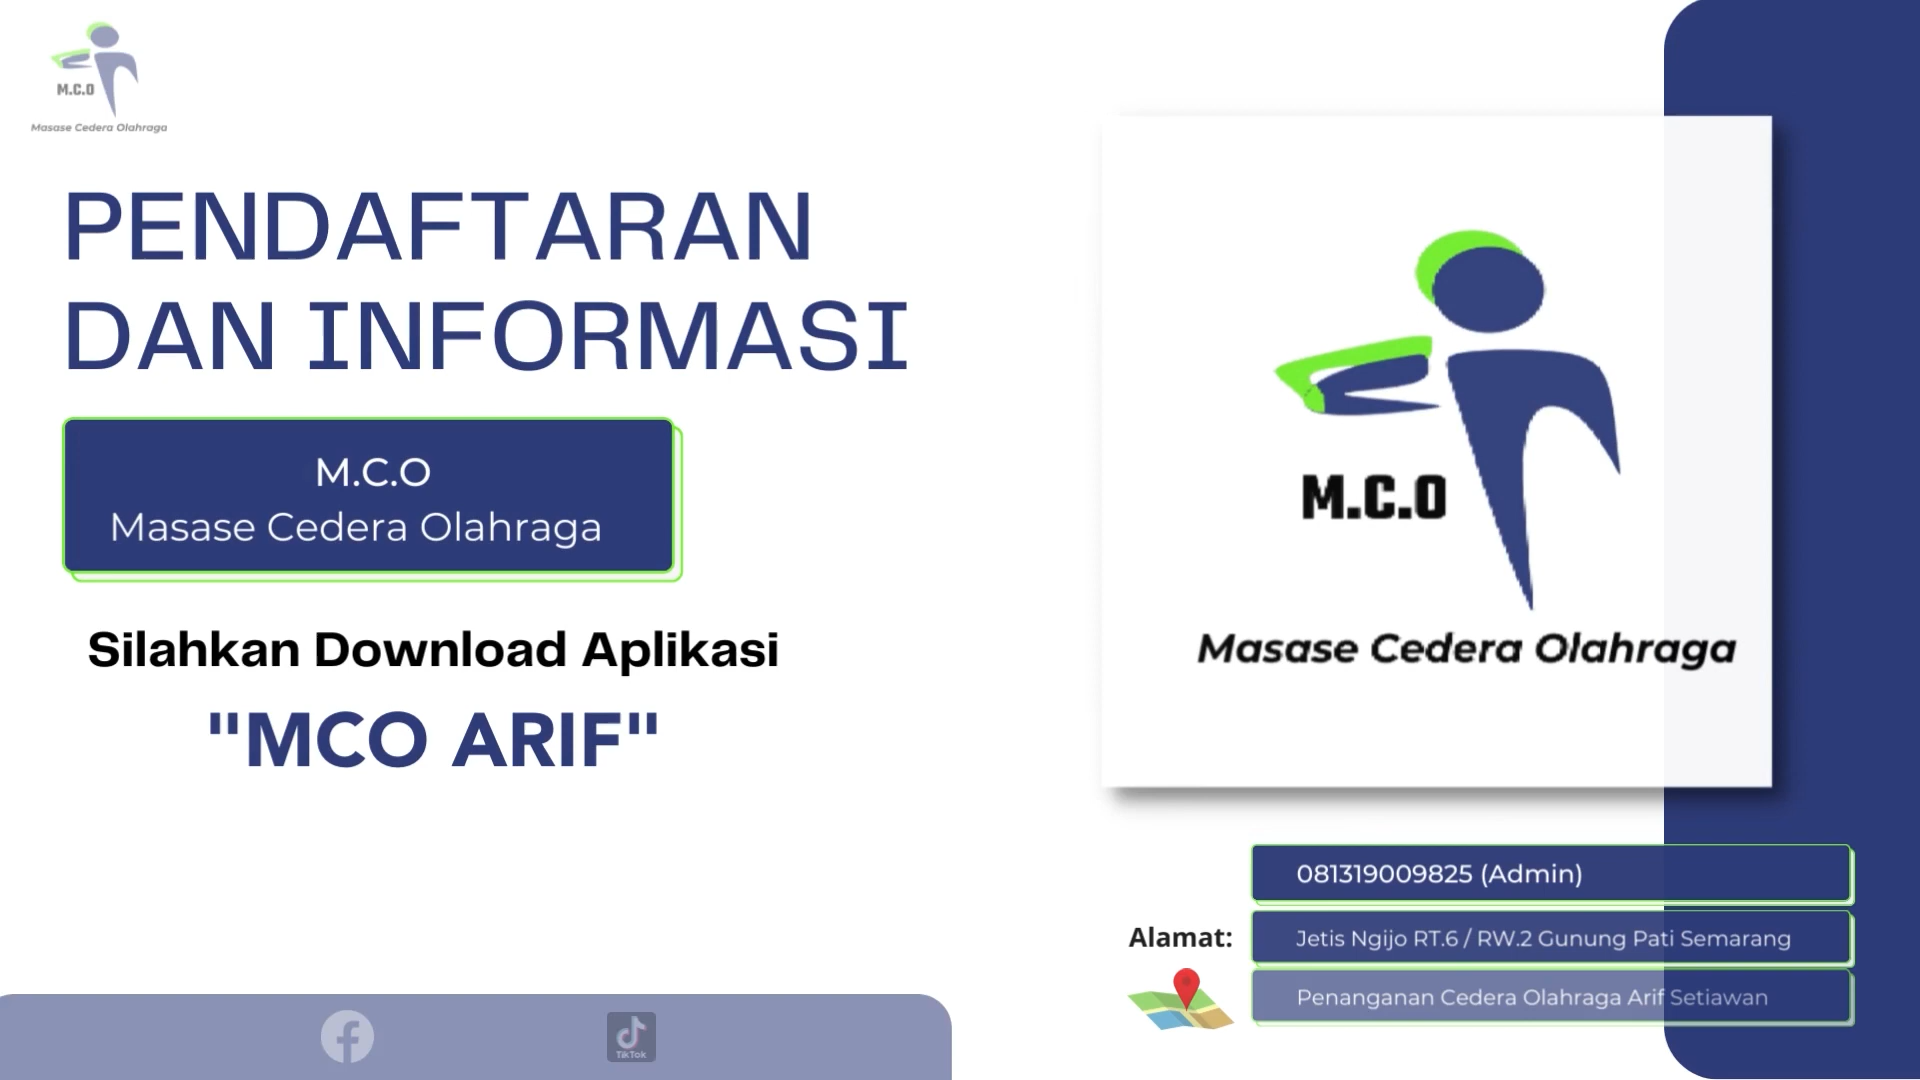 M.C.O
Masase Cedera Olahraga
PENDAFTARAN
DAN INFORMASI
M.C.O
Masase Cedera Olahraga
Silahkan Download Aplikasi
"MCO ARIF"
M.C.O
Masase Cedera Olahraga
081319009825 (Admin)
Alamat: Jetis Ngijo RT.6 / RW.2 Gunung Pati Semarang
Penanganan Cedera Olahraga Arif Setiawan
TikTok